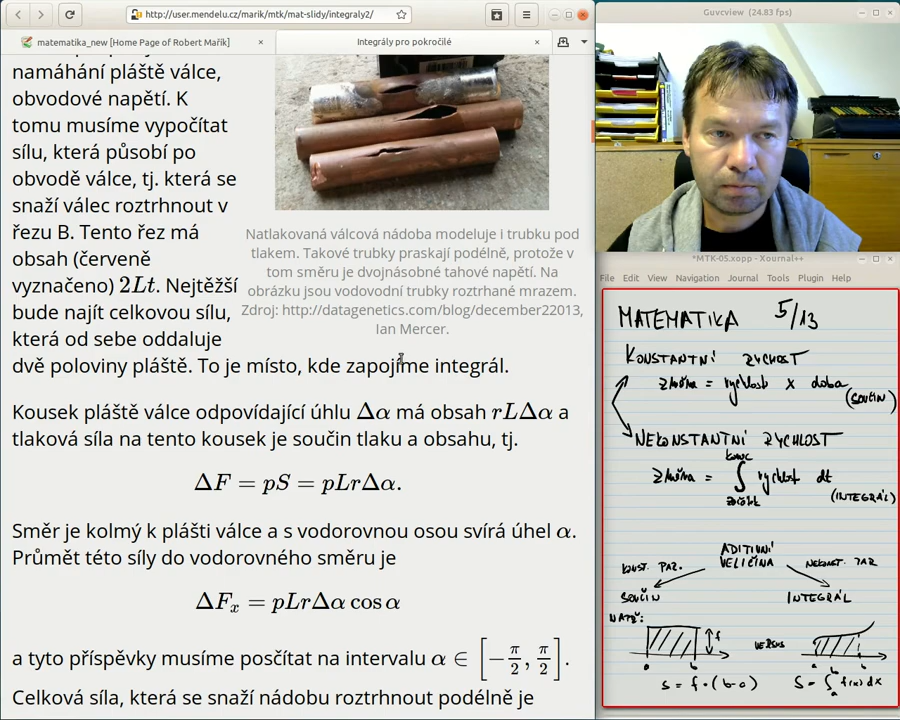 http://user.mendelu.cz/marik/mtk/mat-slidy/integraly2/
matematika_new [Home Page of Robert Mařík]
Integrály pro pokročilé
namáhání pláště válce,
obvodové napětí. K
tomu musíme vypočítat
sílu, která působí po
obvodě válce, tj. která se
snaží válec roztrhnout v
řezu B. Tento řez má
obsah (červeně
vyznačeno) 2Lt. Nejtěžší
bude najít celkovou sílu,
která od sebe oddaluje
dvě poloviny pláště. To je místo, kde zapojíme integrál.
Natlakovaná válcová nádoba modeluje i trubku pod
tlakem. Takové trubky praskají podélně, protože v
tom směru je dvojnásobné tahové napětí. Na
obrázku jsou vodovodní trubky roztrhané mrazem.
Zdroj: http://datagenetics.com/blog/december22013,
Ian Mercer.
Kousek pláště válce odpovídající úhlu Δα má obsah rLΔα a
tlaková síla na tento kousek je součin tlaku a obsahu, tj.
ΔF = pS = pLrΔα.
Směr je kolmý k plášti válce a s vodorovnou osou svírá úhel α.
Průmět této síly do vodorovného směru je
ΔFₓ = pLrΔα cos α
a tyto příspěvky musíme posčítat na intervalu α ∈ [−π/2, π/2].
Celková síla, která se snaží nádobu roztrhnout podélně je
Guvcview (24.83 fps)
*MTK-05.xopp - Xournal++
File Edit View Navigation Journal Tools Plugin Help
MATEMATIKA 5/13
KONSTANTNÍ RYCHOST
ZMĚNA = rychlost x doba
(SOUČIN)
NEKONSTANTNÍ RYCHLOST
KONEC
ZMĚNA = ∫ rychlost dt
ZAČÁTEK
(INTEGRÁL)
ADITIVNÍ
VELIČINA
KONST. PAR.
NEKONST. PAR
SOUČIN
INTEGRÁL
VERSUS
f
a b
a b
S = f · (b-a)
S = ∫ₐᵇ f(x) dx